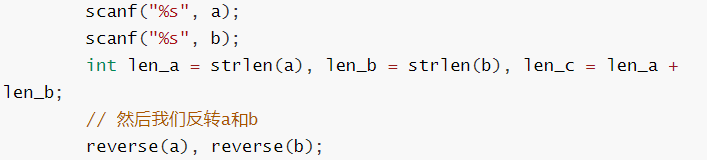 scanf("%s", a);
scanf("%s", b);
int len_a = strlen(a), len_b = strlen(b), len_c = len_a +
len_b;
// 然后我们反转a和b
reverse(a), reverse(b);